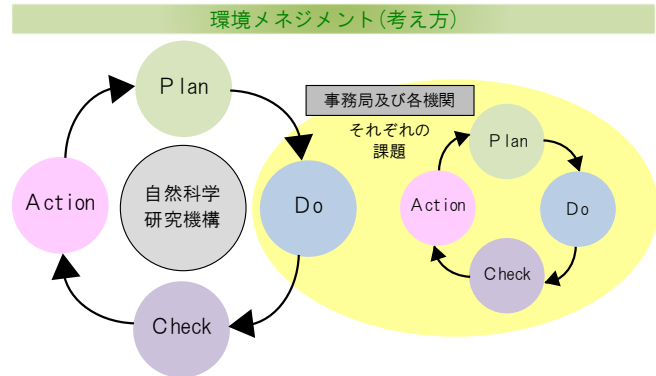 環境メネジメント(考え方)
Plan
Do
Check
Action
自然科学
研究機構
事務局及び各機関
それぞれの
課題
Plan
Do
Check
Action